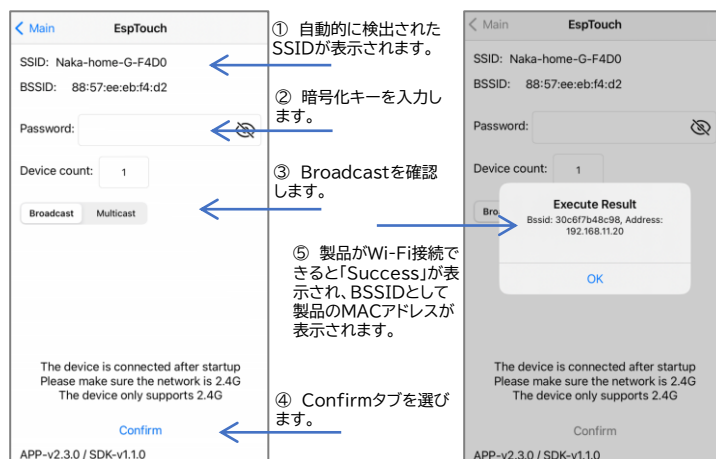 Main
EspTouch
SSID: Naka-home-G-F4D0
BSSID: 88:57:ee:eb:f4:d2
Password:
Device count: 1
Broadcast Multicast
The device is connected after startup
Please make sure the network is 2.4G
The device only supports 2.4G
Confirm
APP-v2.3.0 / SDK-v1.1.0
① 自動的に検出された
SSIDが表示されます。
② 暗号化キーを入力し
ます。
③ Broadcastを確認
します。
⑤ 製品がWi-Fi接続で
きると「Success」が表
示され、BSSIDとして
製品のMACアドレスが
表示されます。
④ Confirmタブを選び
ます。
Main
EspTouch
SSID: Naka-home-G-F4D0
BSSID: 88:57:ee:eb:f4:d2
Password:
Device count: 1
Bro
Execute Result
Bssid: 30c6f7b48c98, Address:
192.168.11.20
OK
The device is connected after startup
Please make sure the network is 2.4G
The device only supports 2.4G
Confirm
APP-v2.3.0 / SDK-v1.1.0